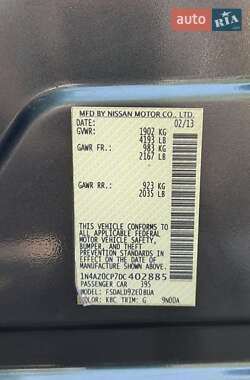 AUTO
RIA
MFD BY NISSAN MOTOR CO., LTD.
DATE: 02/13
GVWR: 1902 KG
4193 LB
GAWR FR.: 983 KG
2167 LB
GAWR RR.: 923 KG
2035 LB
THIS VEHICLE CONFORMS TO ALL
APPLICABLE U.S. FEDERAL
MOTOR VEHICLE SAFETY,
BUMPER, AND THEFT
PREVENTION STANDARDS
IN EFFECT ON THE DATE OF
MANUFACTURE SHOWN ABOVE.
1N4AZ0CP7DC402885
PASSENGER CAR 395
MODEL:
COLOR: KBC TRIM: G